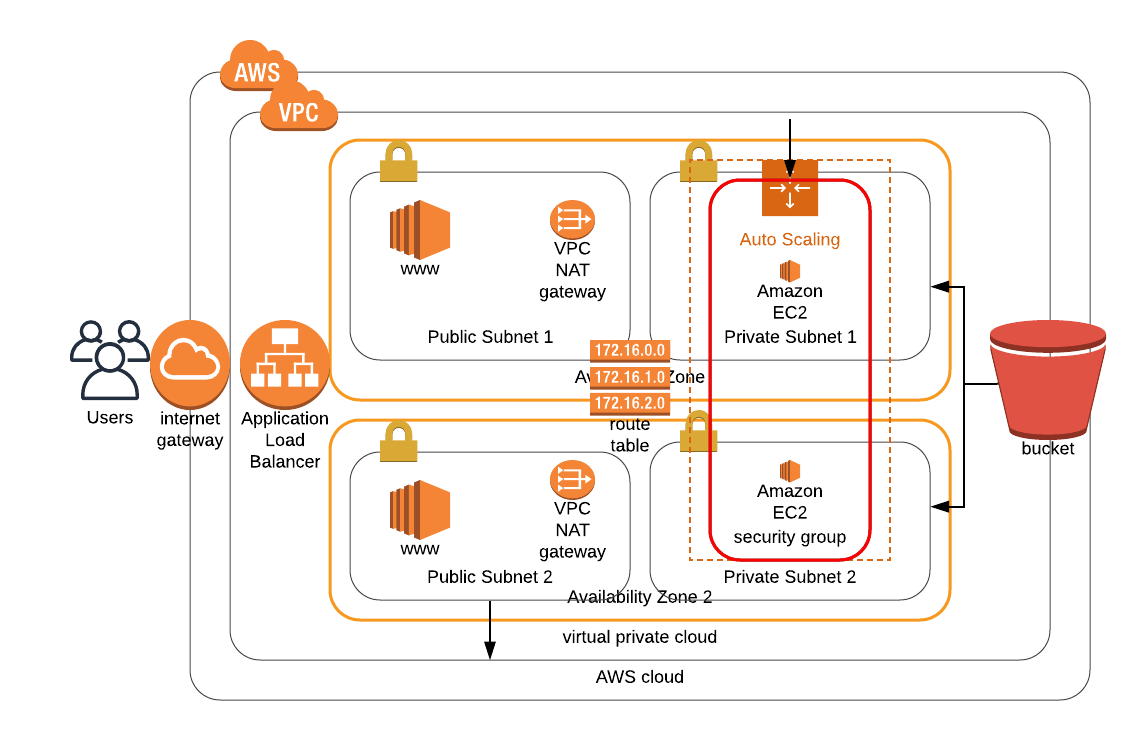 AWS
VPC
www
VPC
NAT
gateway
Public Subnet 1
Auto Scaling
Amazon
EC2
Private Subnet 1
172.16.0.0
172.16.1.0
172.16.2.0
route
table
Zone
Users
internet
gateway
Application
Load
Balancer
bucket
www
VPC
NAT
gateway
Public Subnet 2
Amazon
EC2
security group
Private Subnet 2
Availability Zone 2
virtual private cloud
AWS cloud